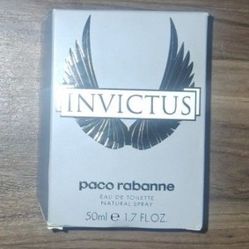 INVICTUS
paco rabanne
EAU DE TOILETTE
NATURAL SPRAY
50ml e 1.7 FL.OZ.